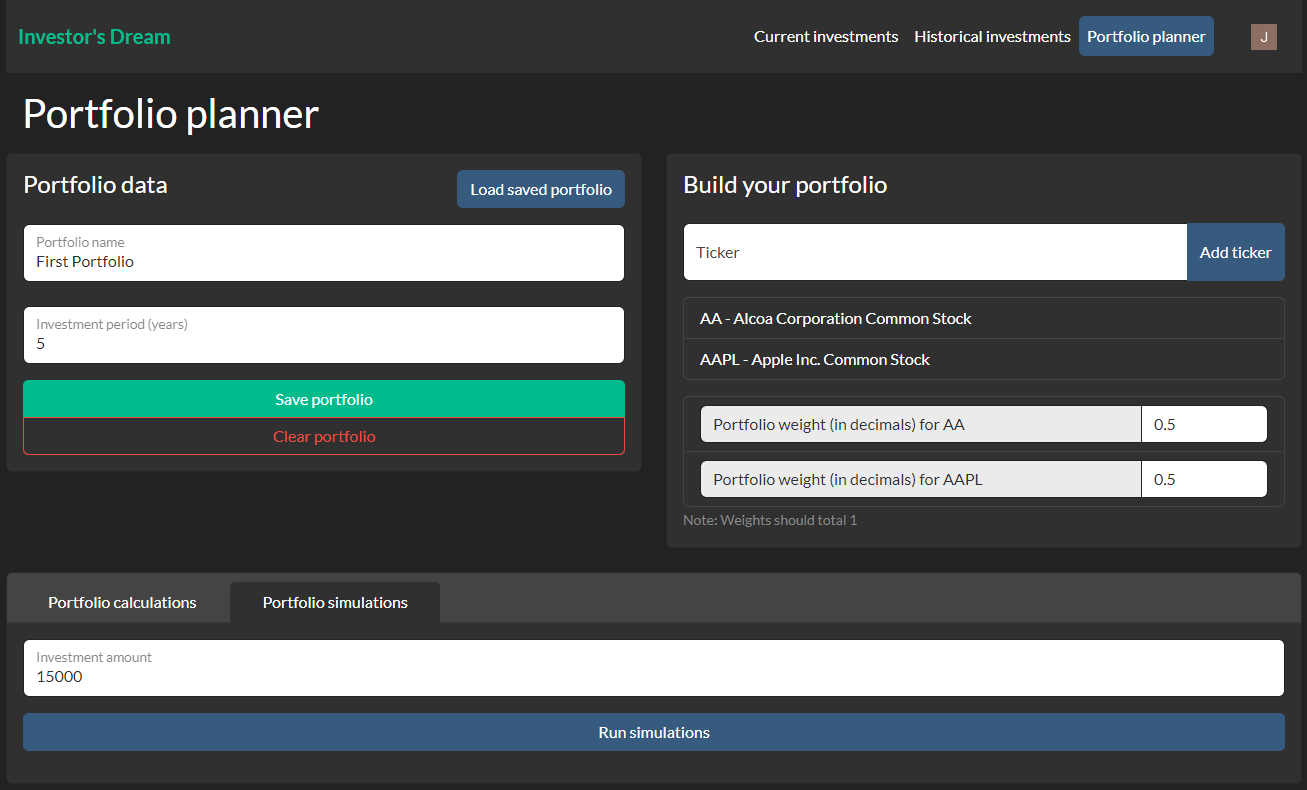 Investor's Dream
Current investments
Historical investments
Portfolio planner
J
Portfolio planner
Portfolio data
Load saved portfolio
Portfolio name
First Portfolio
Investment period (years)
5
Save portfolio
Clear portfolio
Build your portfolio
Ticker
Add ticker
AA - Alcoa Corporation Common Stock
AAPL - Apple Inc. Common Stock
Portfolio weight (in decimals) for AA
0.5
Portfolio weight (in decimals) for AAPL
0.5
Note: Weights should total 1
Portfolio calculations
Portfolio simulations
Investment amount
15000
Run simulations